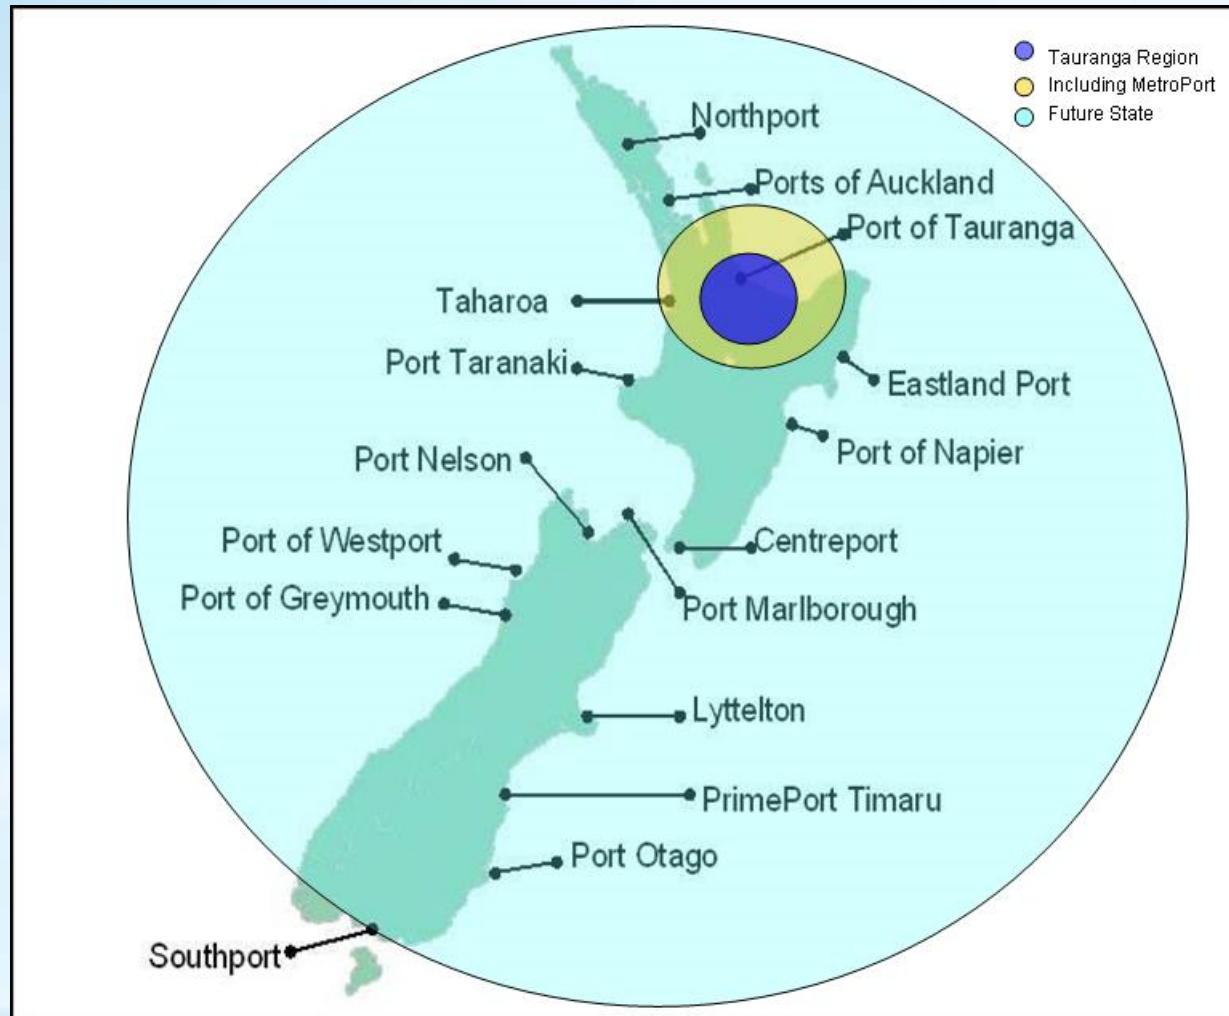 Tauranga Region
Including MetroPort
Future State
Northport
Ports of Auckland
Port of Tauranga
Taharoa
Port Taranaki
Eastland Port
Port of Napier
Port Nelson
Port of Westport
Centreport
Port of Greymouth
Port Marlborough
Lyttelton
PrimePort Timaru
Port Otago
Southport